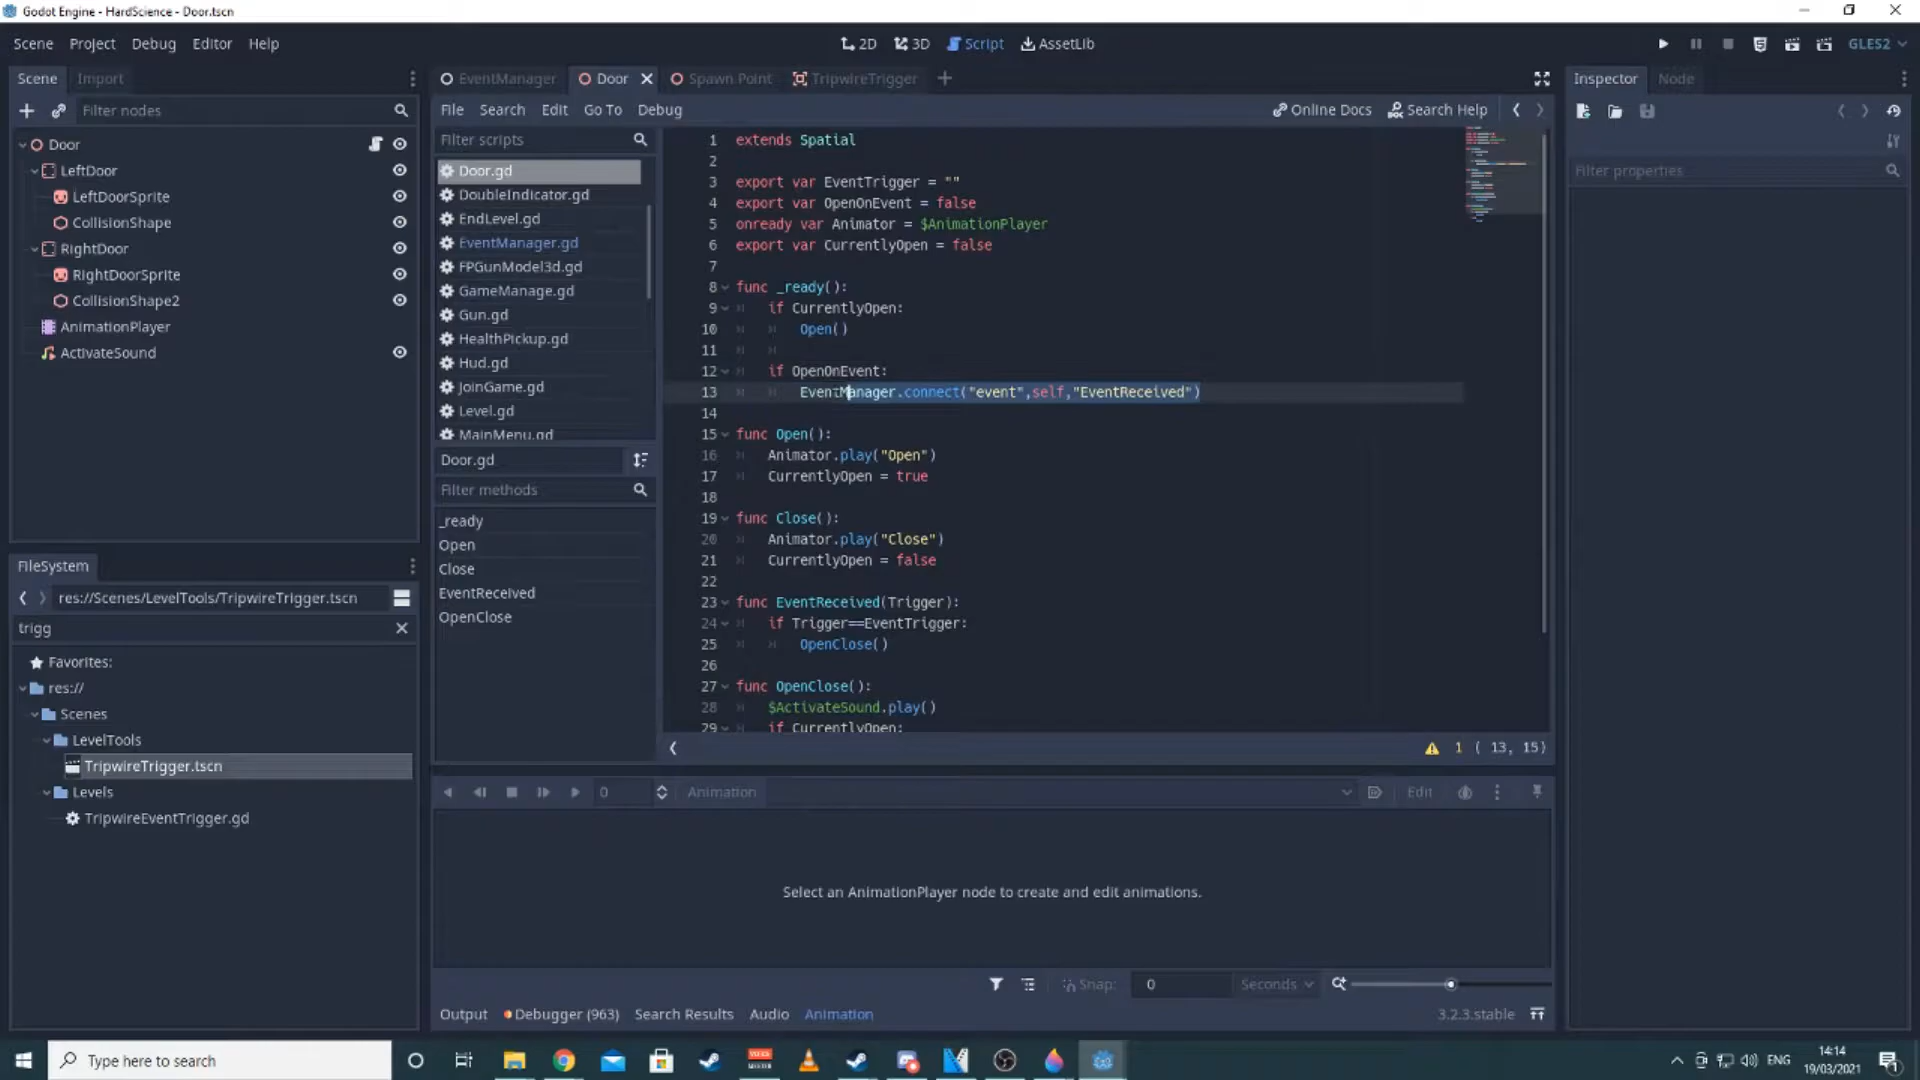 Godot Engine - HardScience - Door.tscn
Scene Project Debug Editor Help
2D 3D Script AssetLib
GLES2
Scene Import
EventManager Door Spawn Point TripwireTrigger
Inspector Node
Filter nodes
File Search Edit Go To Debug
Online Docs Search Help
Filter properties
Door
LeftDoor
LeftDoorSprite
CollisionShape
RightDoor
RightDoorSprite
CollisionShape2
AnimationPlayer
ActivateSound
Filter scripts
Door.gd
DoubleIndicator.gd
EndLevel.gd
EventManager.gd
FPGunModel3d.gd
GameManage.gd
Gun.gd
HealthPickup.gd
Hud.gd
JoinGame.gd
Level.gd
MainMenu.gd
Door.gd
Filter methods
_ready
Open
Close
EventReceived
OpenClose
1 extends Spatial
2
3 export var EventTrigger = ""
4 export var OpenOnEvent = false
5 onready var Animator = $AnimationPlayer
6 export var CurrentlyOpen = false
7
8 func _ready():
9 if CurrentlyOpen:
10 Open()
11
12 if OpenOnEvent:
13 EventManager.connect("event",self,"EventReceived")
14
15 func Open():
16 Animator.play("Open")
17 CurrentlyOpen = true
18
19 func Close():
20 Animator.play("Close")
21 CurrentlyOpen = false
22
23 func EventReceived(Trigger):
24 if Trigger==EventTrigger:
25 OpenClose()
26
27 func OpenClose():
28 $ActivateSound.play()
29 if CurrentlyOpen:
1 ( 13, 15)
FileSystem
res://Scenes/LevelTools/TripwireTrigger.tscn
trigg
Favorites:
res://
Scenes
LevelTools
TripwireTrigger.tscn
Levels
TripwireEventTrigger.gd
0 Animation Edit
Select an AnimationPlayer node to create and edit animations.
Snap: 0 Seconds
Output Debugger (963) Search Results Audio Animation 3.2.3.stable
Type here to search
ENG
14:14
19/03/2021
1